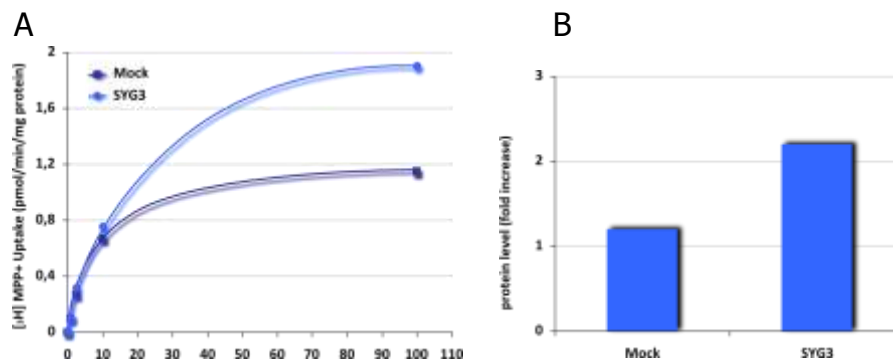 A
B
[₃H] MPP+ Uptake (pmol/min/mg protein)
2
1,6
1,2
0,8
0,4
0
Mock
SYG3
0 10 20 30 40 50 60 70 80 90 100 110
protein level (fold increase)
3
2
1
0
Mock SYG3